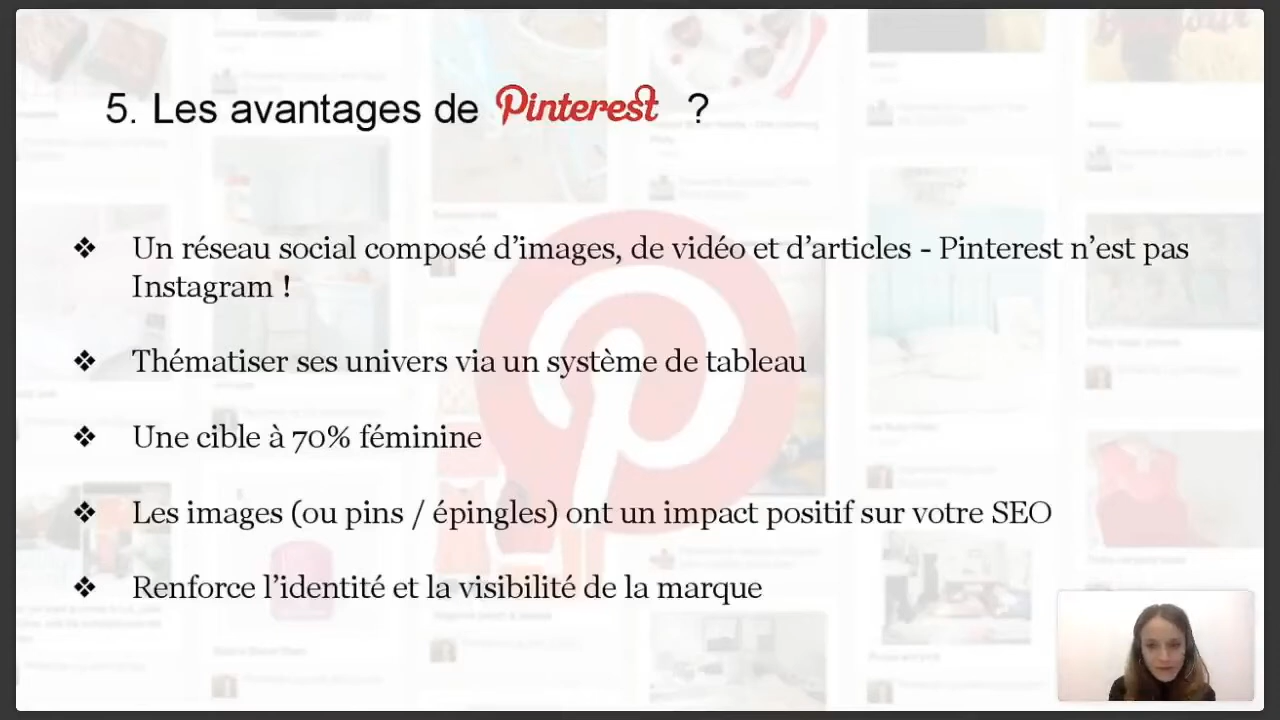 5. Les avantages de Pinterest ?
❖ Un réseau social composé d’images, de vidéo et d’articles - Pinterest n’est pas
Instagram !
❖ Thématiser ses univers via un système de tableau
❖ Une cible à 70% féminine
❖ Les images (ou pins / épingles) ont un impact positif sur votre SEO
❖ Renforce l’identité et la visibilité de la marque